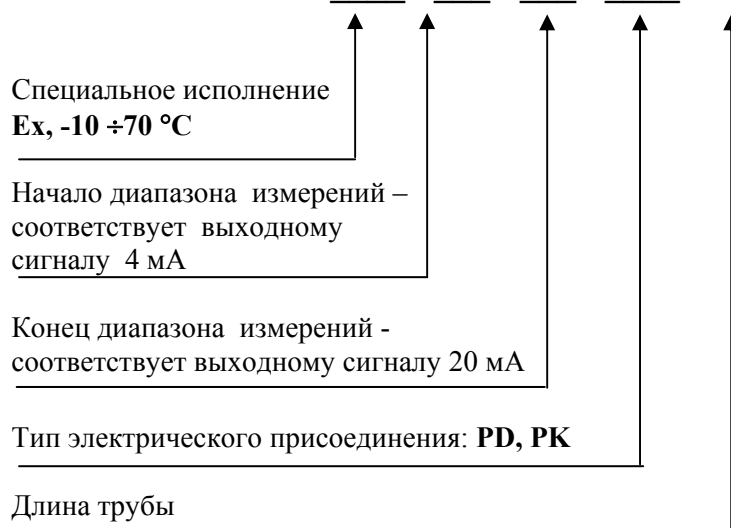 Специальное исполнение
Ex, -10 ÷70 °C
Начало диапазона измерений –
соответствует выходному
сигналу 4 мА
Конец диапазона измерений -
соответствует выходному сигналу 20 мА
Тип электрического присоединения: PD, PK
Длина трубы